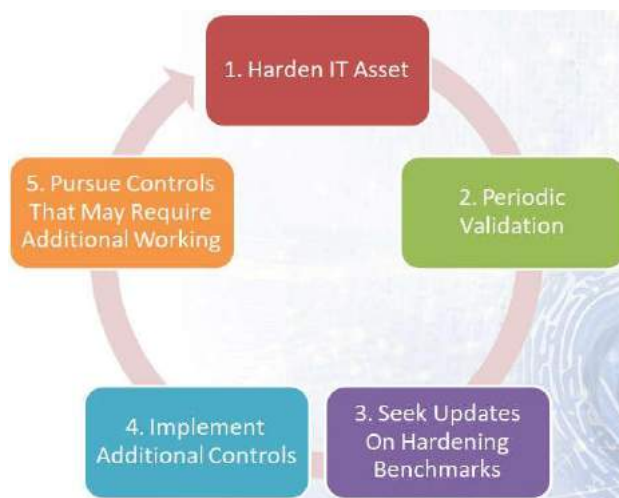 1. Harden IT Asset
2. Periodic
Validation
3. Seek Updates
On Hardening
Benchmarks
4. Implement
Additional Controls
5. Pursue Controls
That May Require
Additional Working